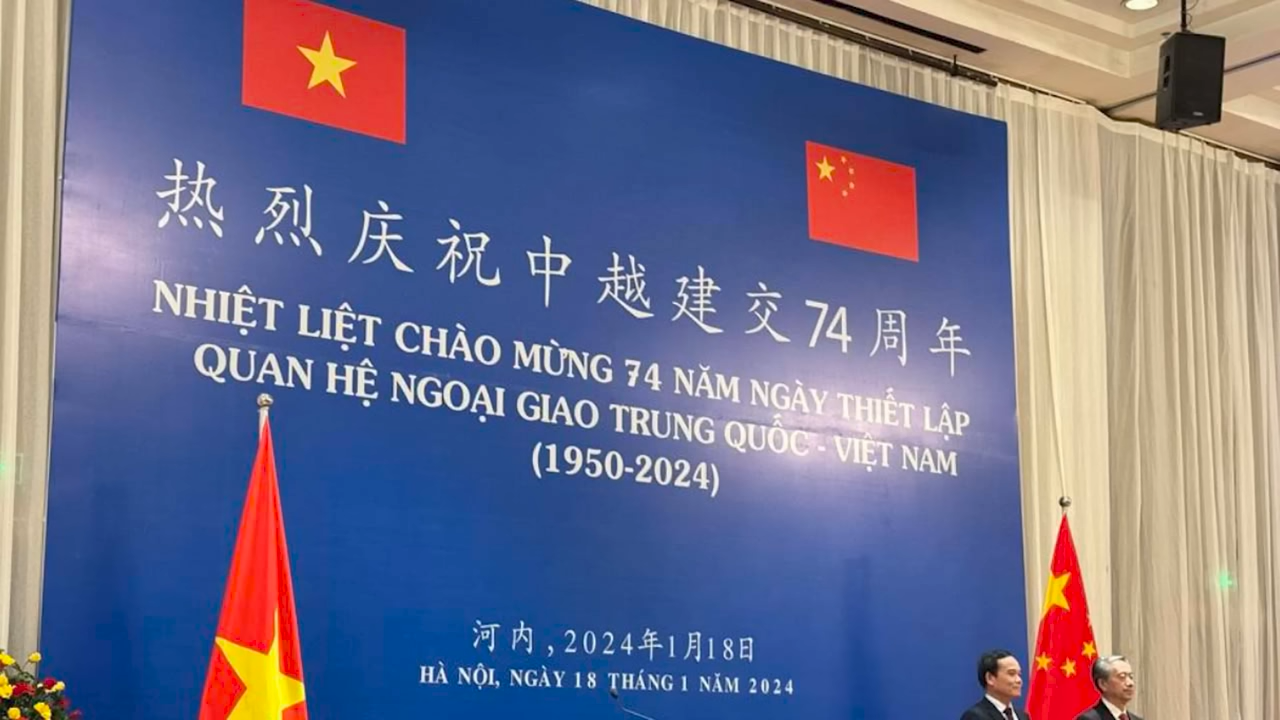 热烈庆祝中越建交74周年
NHIỆT LIỆT CHÀO MỪNG 74 NĂM NGÀY THIẾT LẬP
QUAN HỆ NGOẠI GIAO TRUNG QUỐC - VIỆT NAM
(1950-2024)
河内,2024年1月18日
HÀ NỘI, NGÀY 18 THÁNG 1 NĂM 2024